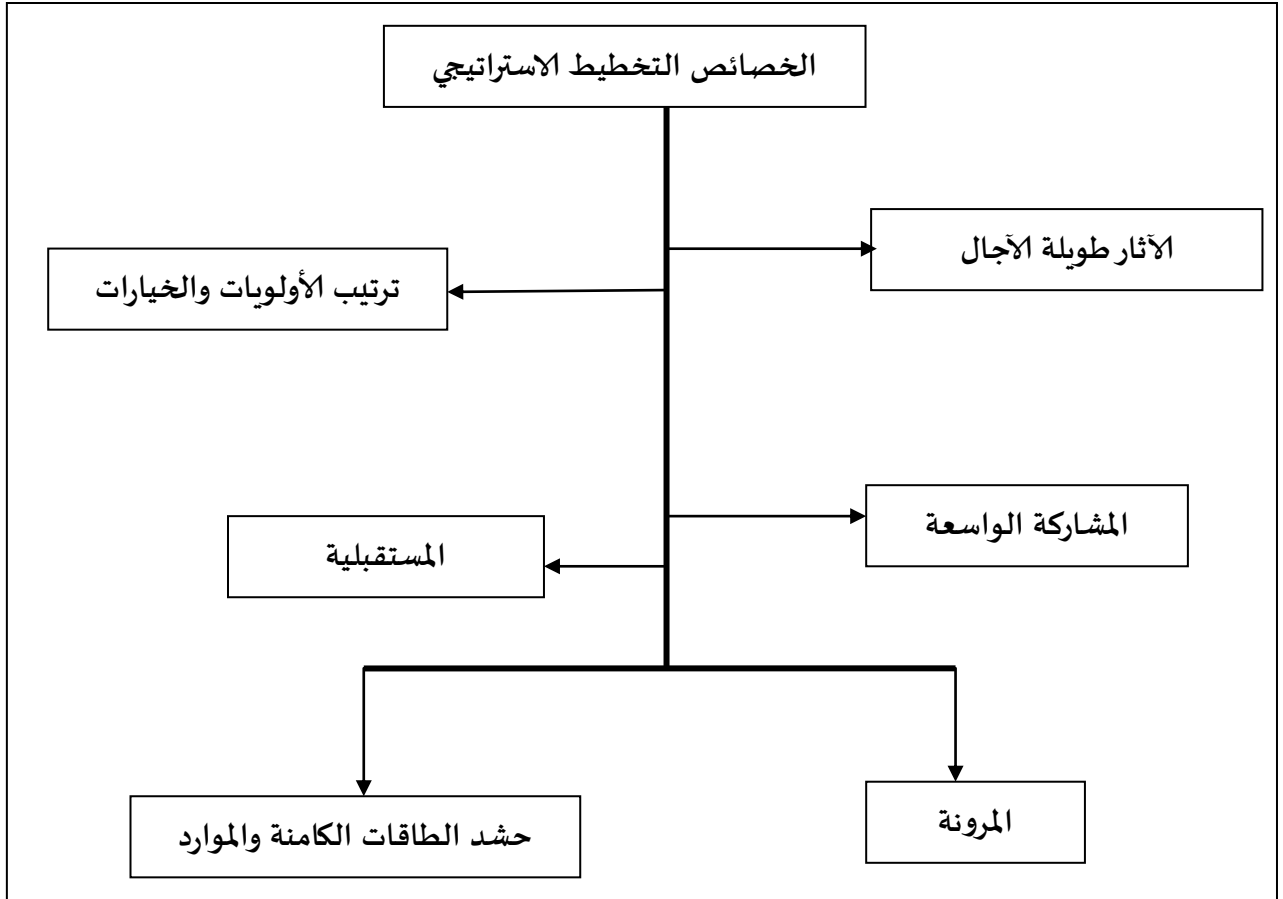 الخصائص التخطيط الاستراتيجي
الآثار طويلة الآجال
ترتيب الأولويات والخيارات
المشاركة الواسعة
المستقبلية
المرونة
حشد الطاقات الكامنة والموارد